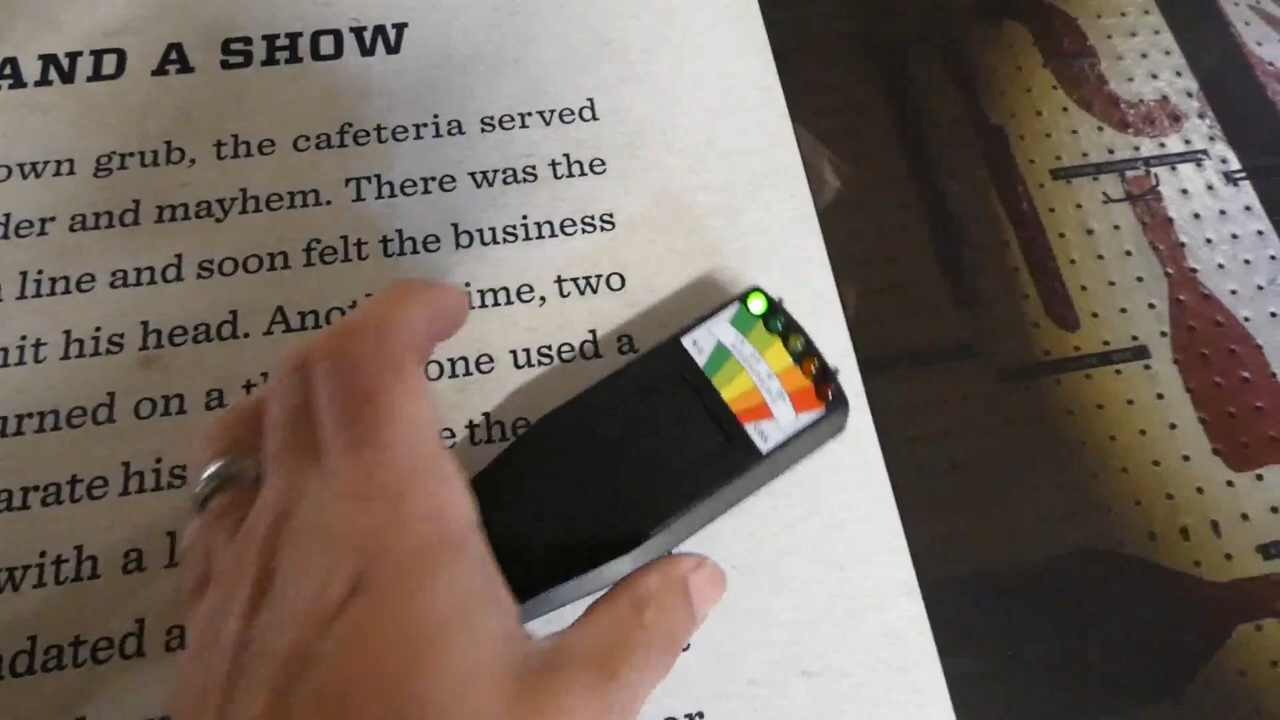 AND A SHOW
own grub, the cafeteria served
der and mayhem. There was the
line and soon felt the business
hit his head. ime, two
urned on a one used a
arate his e the
with a l
dated a